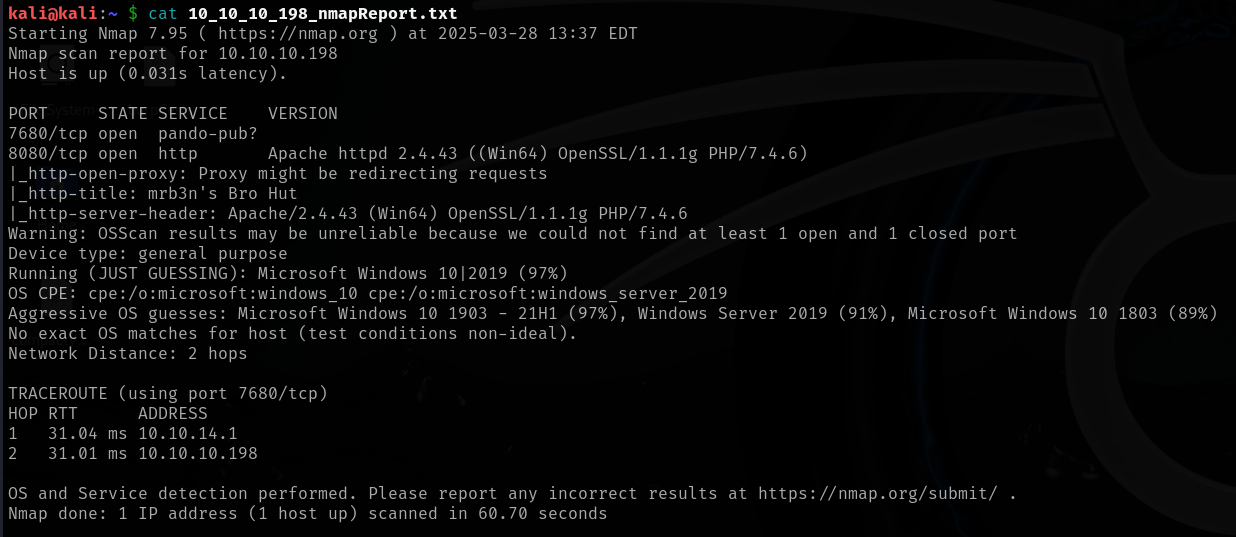 kali@kali:~ $ cat 10_10_10_198_nmapReport.txt
Starting Nmap 7.95 ( https://nmap.org ) at 2025-03-28 13:37 EDT
Nmap scan report for 10.10.10.198
Host is up (0.031s latency).
PORT     STATE SERVICE    VERSION
7680/tcp open  pando-pub?
8080/tcp open  http       Apache httpd 2.4.43 ((Win64) OpenSSL/1.1.1g PHP/7.4.6)
|_http-open-proxy: Proxy might be redirecting requests
|_http-title: mrb3n's Bro Hut
|_http-server-header: Apache/2.4.43 (Win64) OpenSSL/1.1.1g PHP/7.4.6
Warning: OSScan results may be unreliable because we could not find at least 1 open and 1 closed port
Device type: general purpose
Running (JUST GUESSING): Microsoft Windows 10|2019 (97%)
OS CPE: cpe:/o:microsoft:windows_10 cpe:/o:microsoft:windows_server_2019
Aggressive OS guesses: Microsoft Windows 10 1903 - 21H1 (97%), Windows Server 2019 (91%), Microsoft Windows 10 1803 (89%)
No exact OS matches for host (test conditions non-ideal).
Network Distance: 2 hops
TRACEROUTE (using port 7680/tcp)
HOP RTT      ADDRESS
1   31.04 ms 10.10.14.1
2   31.01 ms 10.10.10.198
OS and Service detection performed. Please report any incorrect results at https://nmap.org/submit/ .
Nmap done: 1 IP address (1 host up) scanned in 60.70 seconds